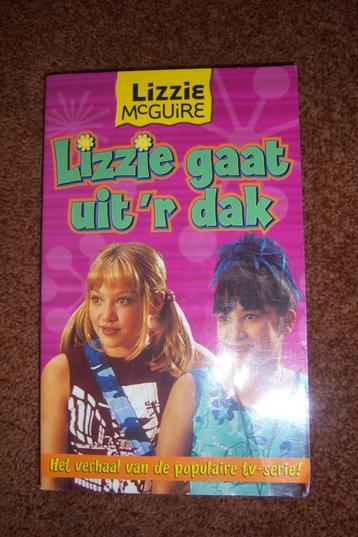 LizziE
McGUiRE
Lizzie gaat
uit 'r dak
Het verhaal van de populaire tv-serie!